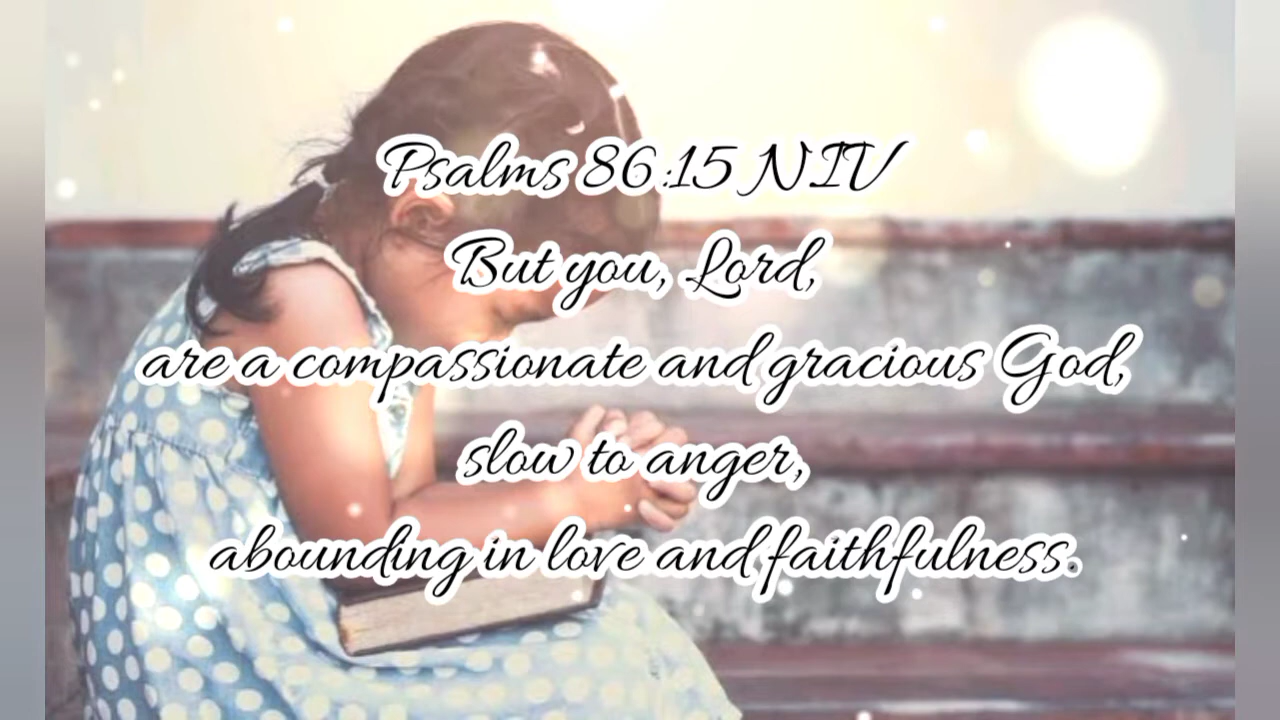 Psalms 86:15 NIV
But you, Lord,
are a compassionate and gracious God,
slow to anger,
abounding in love and faithfulness.